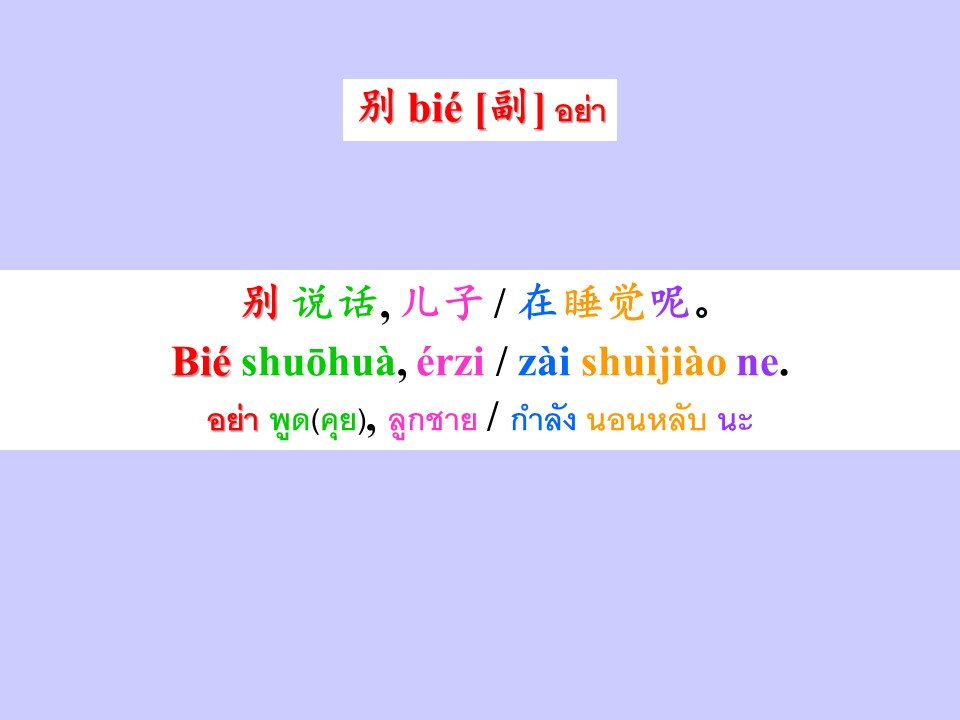 别 bié [副] อย่า
别 说话, 儿子 / 在睡觉呢。
Bié shuōhuà, érzi / zài shuìjiào ne.
อย่า พูด(คุย), ลูกชาย / กำลัง นอนหลับ นะ